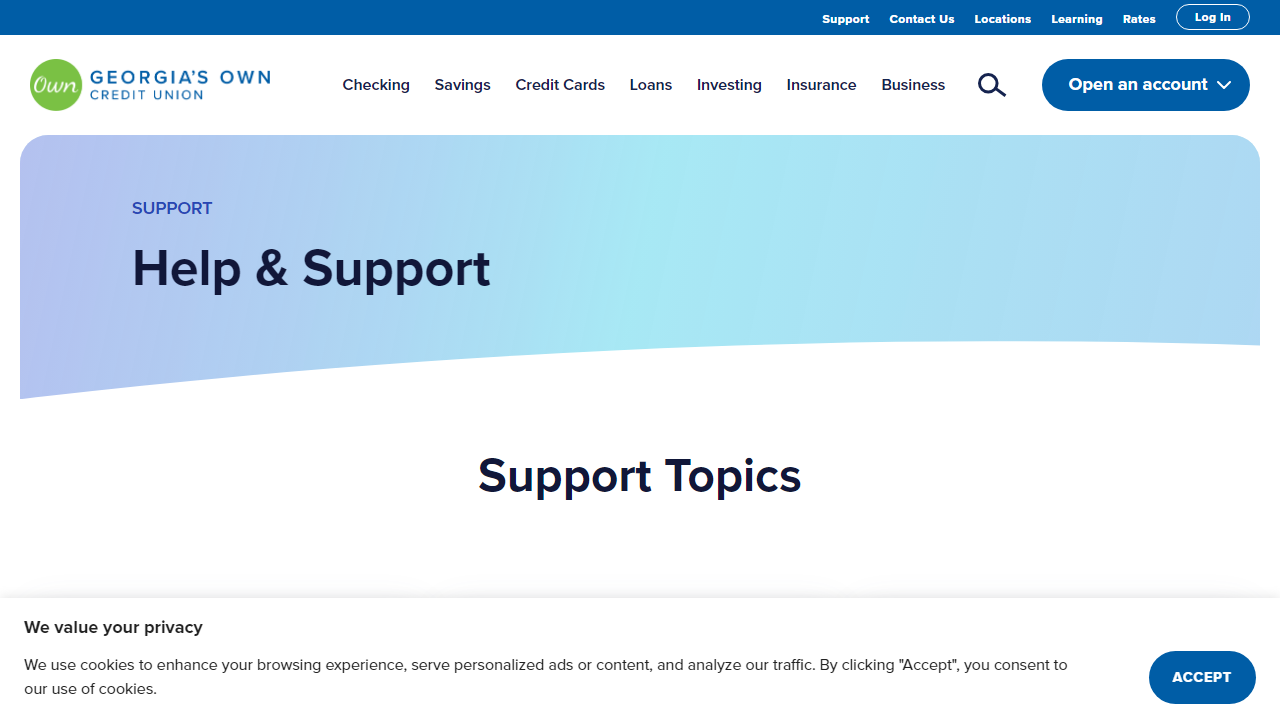 Support Contact Us Locations Learning Rates Log In
Own GEORGIA'S OWN
CREDIT UNION
Checking Savings Credit Cards Loans Investing Insurance Business Open an account
SUPPORT
Help & Support
Support Topics
We value your privacy
We use cookies to enhance your browsing experience, serve personalized ads or content, and analyze our traffic. By clicking "Accept", you consent to
our use of cookies.
ACCEPT